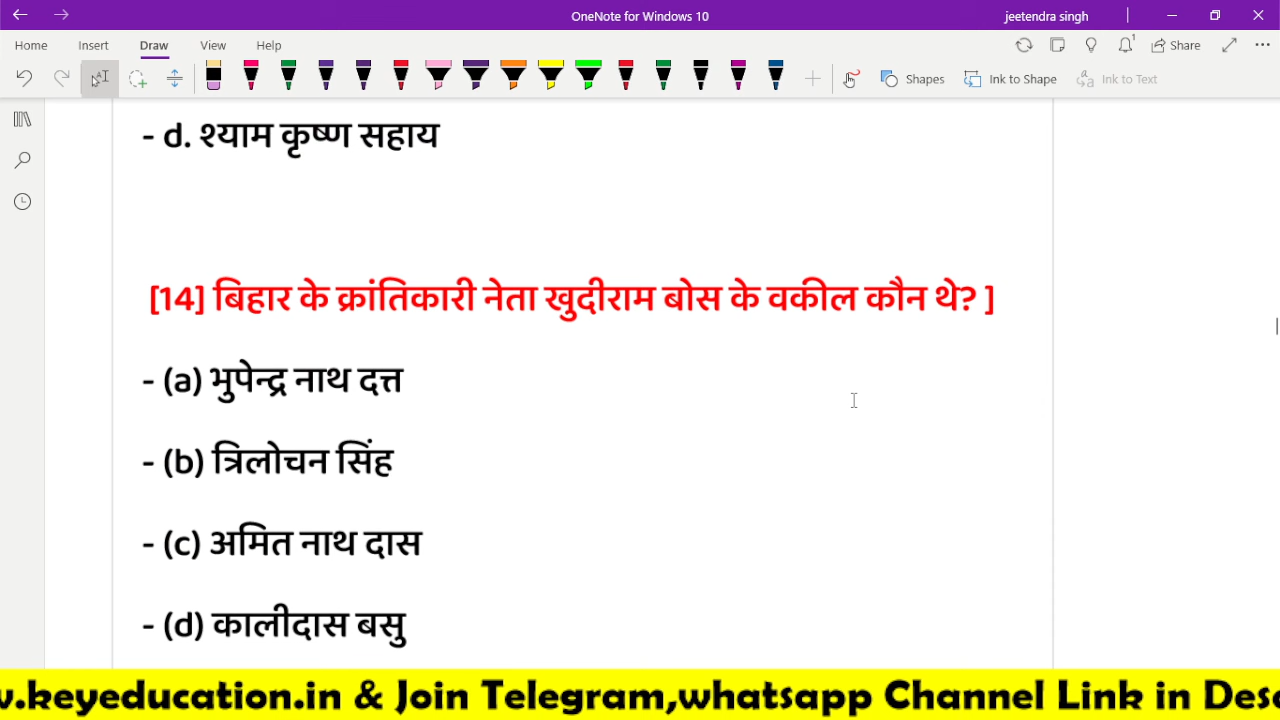 OneNote for Windows 10
jeetendra singh
Home Insert Draw View Help
Share
Shapes Ink to Shape Ink to Text
- d. श्याम कृष्ण सहाय
[14] बिहार के क्रांतिकारी नेता खुदीराम बोस के वकील कौन थे? ]
- (a) भुपेन्द्र नाथ दत्त
- (b) त्रिलोचन सिंह
- (c) अमित नाथ दास
- (d) कालीदास बसु
w.keyeducation.in & Join Telegram,whatsapp Channel Link in Des